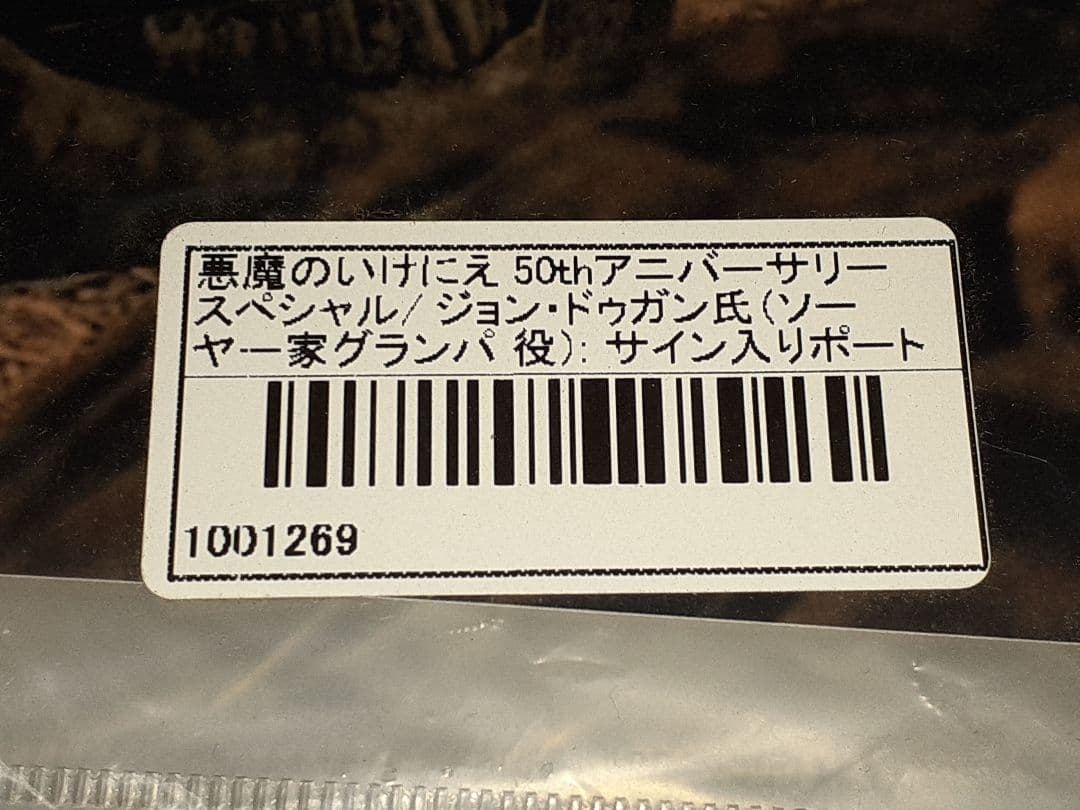 悪魔のいけにえ 50thアニバーサリー
スペシャル/ ジョン・ドゥガン氏(ソー
ヤー家グランパ 役): サイン入りポート
1001269